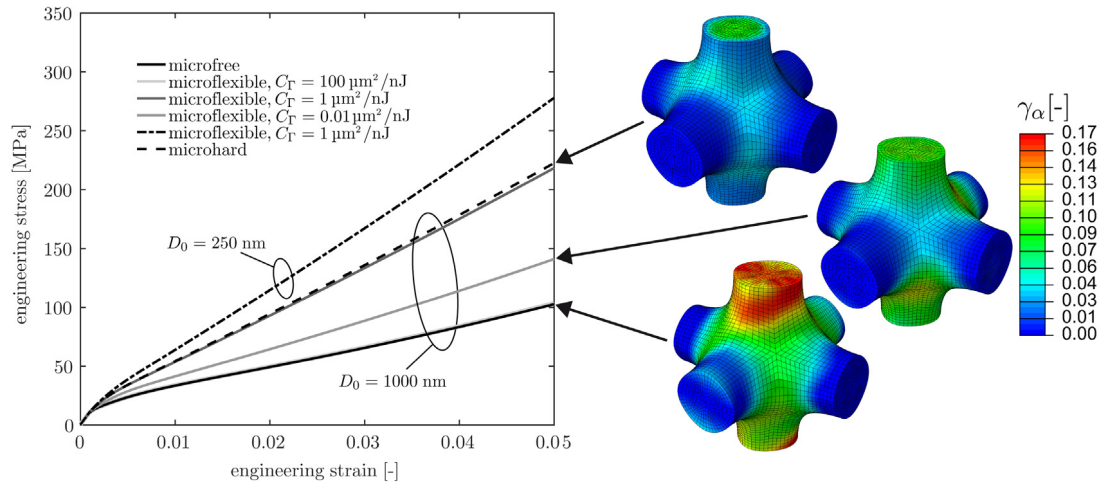 350
300
250
200
150
100
50
0
engineering stress [MPa]
microfree
microflexible, C_Γ = 100 µm²/nJ
microflexible, C_Γ = 1 µm²/nJ
microflexible, C_Γ = 0.01 µm²/nJ
microflexible, C_Γ = 1 µm²/nJ
microhard
D₀ = 250 nm
D₀ = 1000 nm
0
0.01
0.02
0.03
0.04
0.05
engineering strain [-]
γ_α[-]
0.17
0.16
0.14
0.13
0.11
0.10
0.09
0.07
0.06
0.04
0.03
0.01
0.00